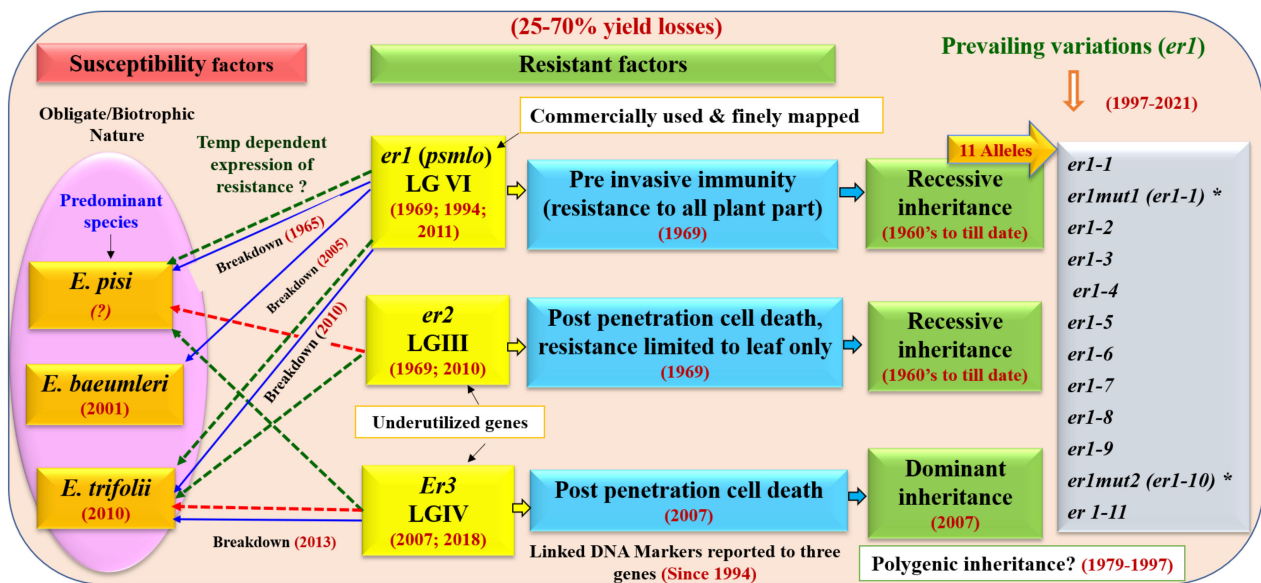 (25-70% yield losses)
Susceptibility factors
Resistant factors
Prevailing variations (er1)
(1997-2021)
Obligate/Biotrophic
Nature
Temp dependent
expression of
resistance ?
Commercially used & finely mapped
Predominant
species
E. pisi
(?)
E. baeumleri
(2001)
E. trifolii
(2010)
Breakdown (1965)
Breakdown (2005)
Breakdown (2010)
Breakdown (2013)
er1 (psmlo)
LG VI
(1969; 1994;
2011)
Pre invasive immunity
(resistance to all plant part)
(1969)
Recessive
inheritance
(1960's to till date)
11 Alleles
er2
LGIII
(1969; 2010)
Post penetration cell death,
resistance limited to leaf only
(1969)
Recessive
inheritance
(1960's to till date)
Underutilized genes
Er3
LGIV
(2007; 2018)
Post penetration cell death
(2007)
Dominant
inheritance
(2007)
Linked DNA Markers reported to three
genes (Since 1994)
Polygenic inheritance? (1979-1997)
er1-1
er1mut1 (er1-1) *
er1-2
er1-3
er1-4
er1-5
er1-6
er1-7
er1-8
er1-9
er1mut2 (er1-10) *
er 1-11